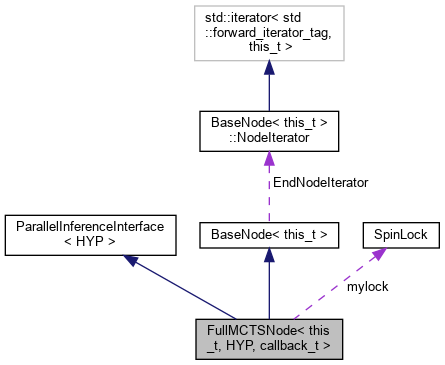 std::iterator< std
::forward_iterator_tag,
this_t >
BaseNode< this_t >
::NodeIterator
EndNodeIterator
ParallelInferenceInterface
< HYP >
BaseNode< this_t >
SpinLock
mylock
FullMCTSNode< this
_t, HYP, callback_t >